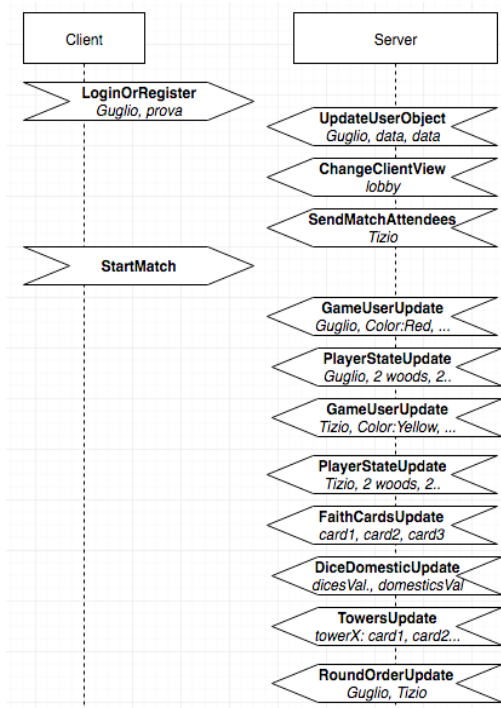 Client
Server
LoginOrRegister
Guglio, prova
UpdateUserObject
Guglio, data, data
ChangeClientView
lobby
SendMatchAttendees
Tizio
StartMatch
GameUserUpdate
Guglio, Color:Red, ...
PlayerStateUpdate
Guglio, 2 woods, 2..
GameUserUpdate
Tizio, Color:Yellow, ...
PlayerStateUpdate
Tizio, 2 woods, 2..
FaithCardsUpdate
card1, card2, card3
DiceDomesticUpdate
dicesVal., domesticsVal
TowersUpdate
towerX: card1, card2...
RoundOrderUpdate
Guglio, Tizio